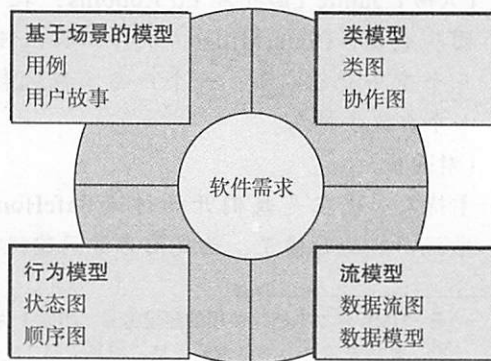 基于场景的模型
用例
用户故事
类模型
类图
协作图
软件需求
行为模型
状态图
顺序图
流模型
数据流图
数据模型